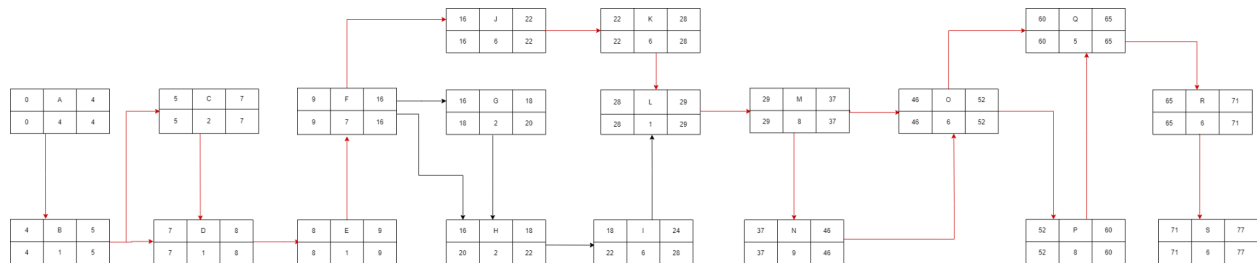 16 J 22
16 6 22
22 K 28
22 6 28
60 Q 65
60 5 65
0 A 4
0 4 4
5 C 7
5 2 7
9 F 16
9 7 16
16 G 18
18 2 20
28 L 29
28 1 29
29 M 37
29 8 37
46 O 52
46 6 52
65 R 71
65 6 71
4 B 5
4 1 5
7 D 8
7 1 8
8 E 9
8 1 9
16 H 18
20 2 22
18 I 24
22 6 28
37 N 46
37 9 46
52 P 60
52 8 60
71 S 77
71 6 77